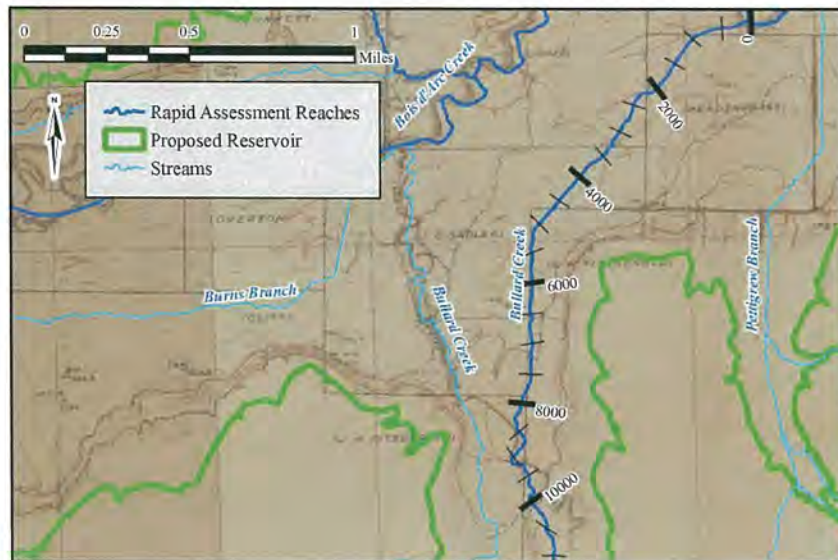 0 0.25 0.5 1
Miles
N
Rapid Assessment Reaches
Proposed Reservoir
Streams
Bois d'Arc Creek
0
2000
4000
Bullard Creek
6000
Burns Branch
Bullard Creek
Pettigrew Branch
8000
10000